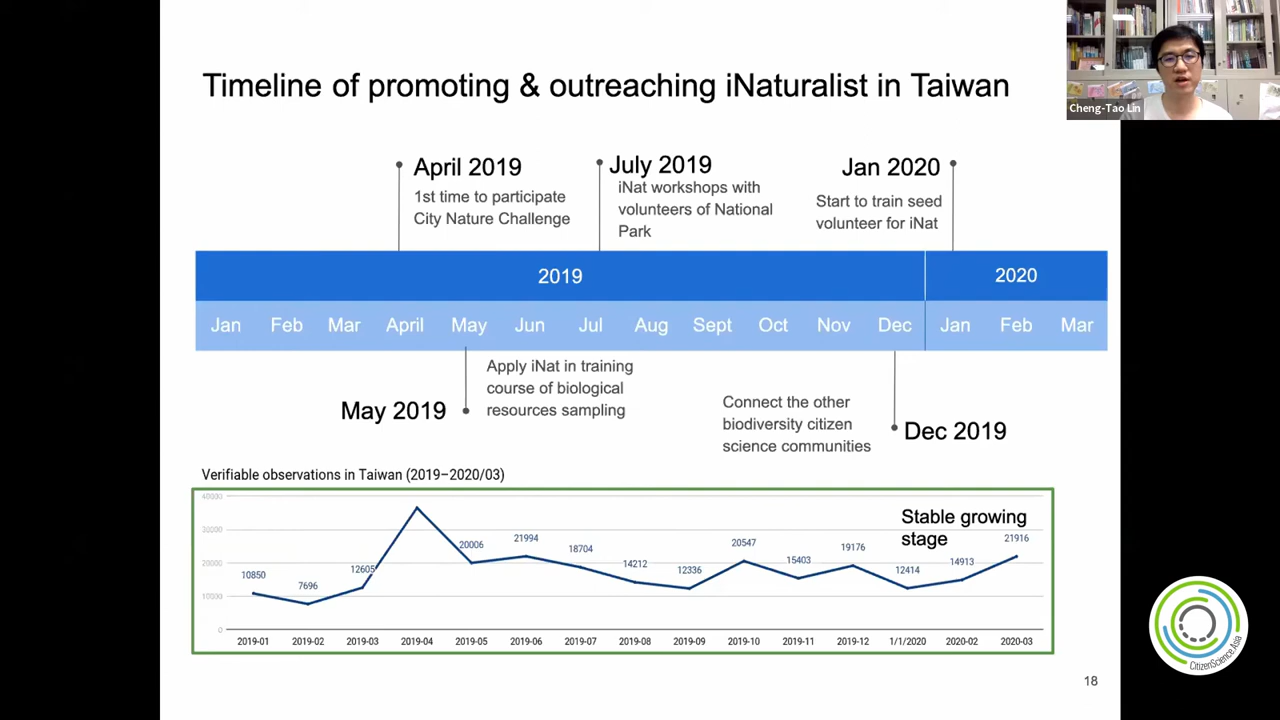 Timeline of promoting & outreaching iNaturalist in Taiwan
Cheng-Tao Lin
April 2019
1st time to participate
City Nature Challenge
July 2019
iNat workshops with
volunteers of National
Park
Jan 2020
Start to train seed
volunteer for iNat
2019
2020
Jan Feb Mar April May Jun Jul Aug Sept Oct Nov Dec Jan Feb Mar
May 2019
Apply iNat in training
course of biological
resources sampling
Connect the other
biodiversity citizen
science communities
Dec 2019
Verifiable observations in Taiwan (2019–2020/03)
40000
30000
20000
10000
0
Stable growing
stage
10850 7696 12605 20006 21994 18704 14212 12336 20547 15403 19176 12414 14913 21916
2019-01 2019-02 2019-03 2019-04 2019-05 2019-06 2019-07 2019-08 2019-09 2019-10 2019-11 2019-12 1/1/2020 2020-02 2020-03
CitizenScience.Asia
18